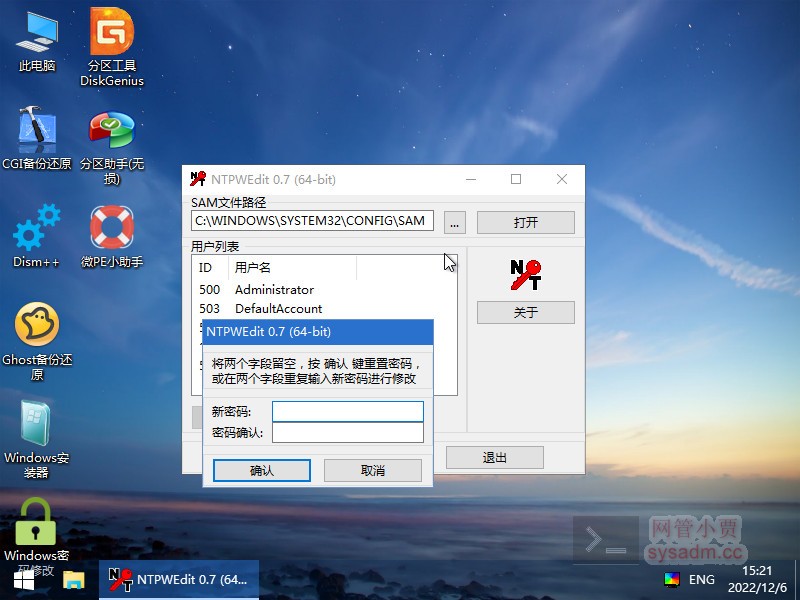 此电脑
分区工具
DiskGenius
CGI备份还原
分区助手(无
损)
Dism++
微PE小助手
Ghost备份还
原
Windows安
装器
Windows密
码修改
NTPWEdit 0.7 (64-bit)
SAM文件路径
C:\WINDOWS\SYSTEM32\CONFIG\SAM
...
打开
用户列表
ID 用户名
500 Administrator
503 DefaultAccount
关于
NTPWEdit 0.7 (64-bit)
将两个字段留空，按 确认 键重置密码，
或在两个字段重复输入新密码进行修改
新密码:
密码确认:
确认
取消
退出
网管小贾
sysadm.cc
NTPWEdit 0.7 (64...
ENG
15:21
2022/12/6